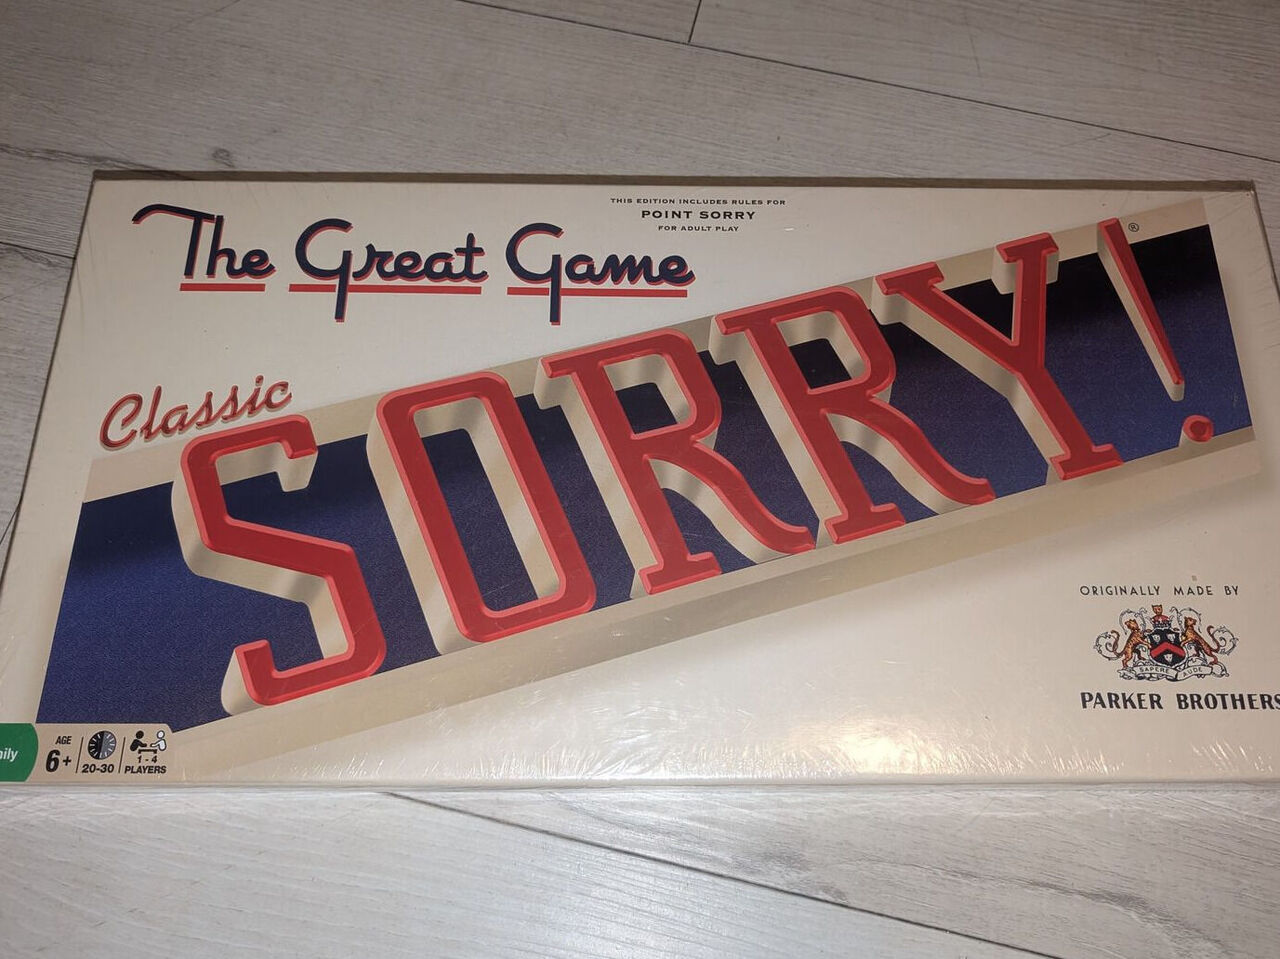 THIS EDITION INCLUDES RULES FOR
POINT SORRY
FOR ADULT PLAY
The Great Game
Classic
SORRY!®
ORIGINALLY MADE BY
SAPERE AUDE
PARKER BROTHERS
AGE
6+
20-30
1-4
PLAYERS